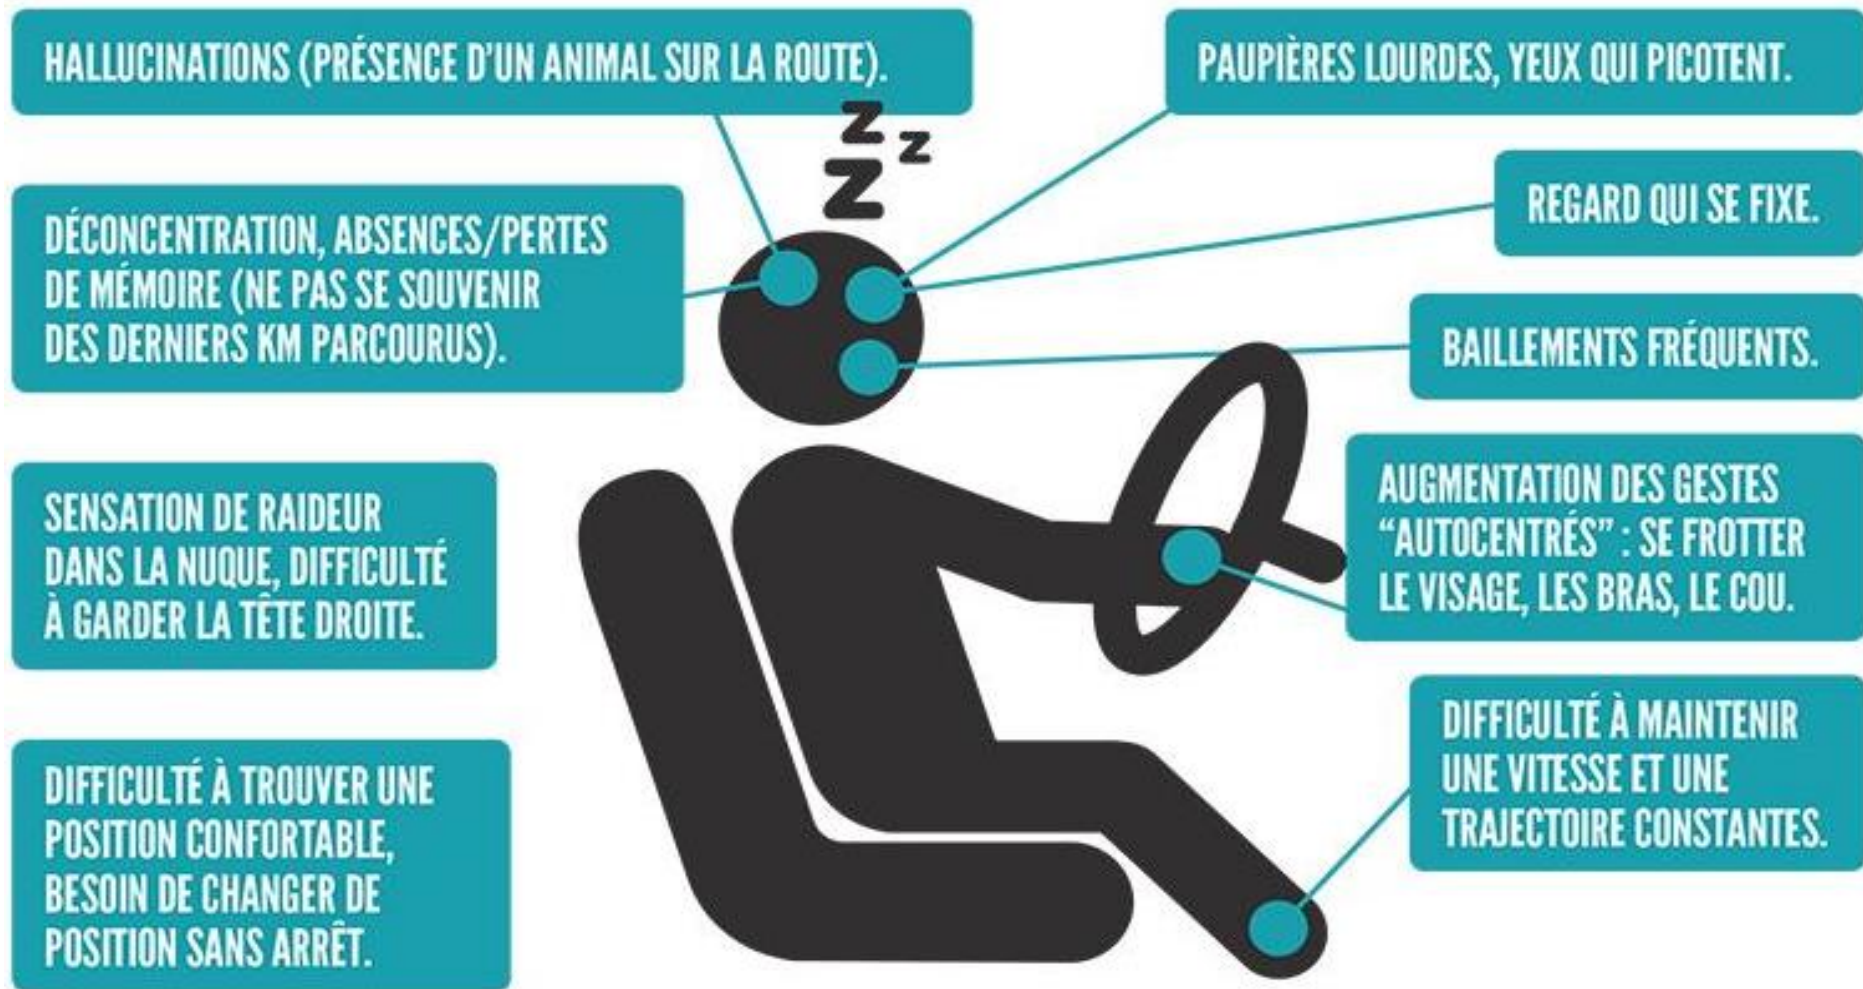 HALLUCINATIONS (PRÉSENCE D'UN ANIMAL SUR LA ROUTE).
PAUPIÈRES LOURDES, YEUX QUI PICOTENT.
Z
Z
Z
REGARD QUI SE FIXE.
DÉCONCENTRATION, ABSENCES/PERTES
DE MÉMOIRE (NE PAS SE SOUVENIR
DES DERNIERS KM PARCOURUS).
BAILLEMENTS FRÉQUENTS.
SENSATION DE RAIDEUR
DANS LA NUQUE, DIFFICULTÉ
À GARDER LA TÊTE DROITE.
AUGMENTATION DES GESTES
“AUTOCENTRÉS” : SE FROTTER
LE VISAGE, LES BRAS, LE COU.
DIFFICULTÉ À TROUVER UNE
POSITION CONFORTABLE,
BESOIN DE CHANGER DE
POSITION SANS ARRÊT.
DIFFICULTÉ À MAINTENIR
UNE VITESSE ET UNE
TRAJECTOIRE CONSTANTES.